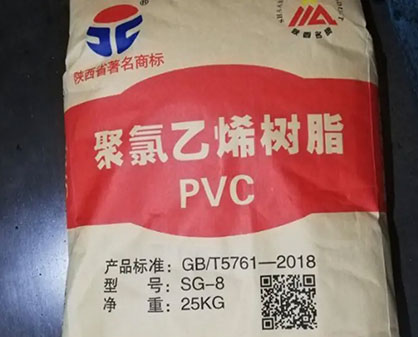 ®
陕西省著名商标
聚氯乙烯树脂
PVC
产品标准：GB/T5761—2018
型 号：SG-8
净 重：25KG